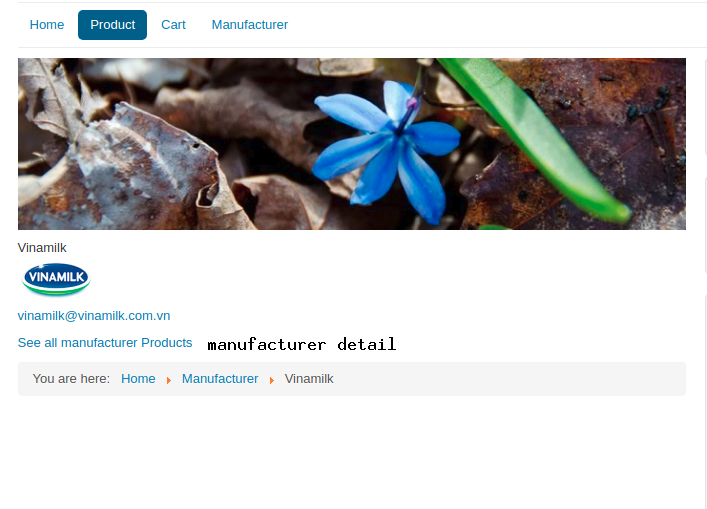 Home Product Cart Manufacturer
Vinamilk
VINAMILK
vinamilk@vinamilk.com.vn
See all manufacturer Products manufacturer detail
You are here: Home Manufacturer Vinamilk